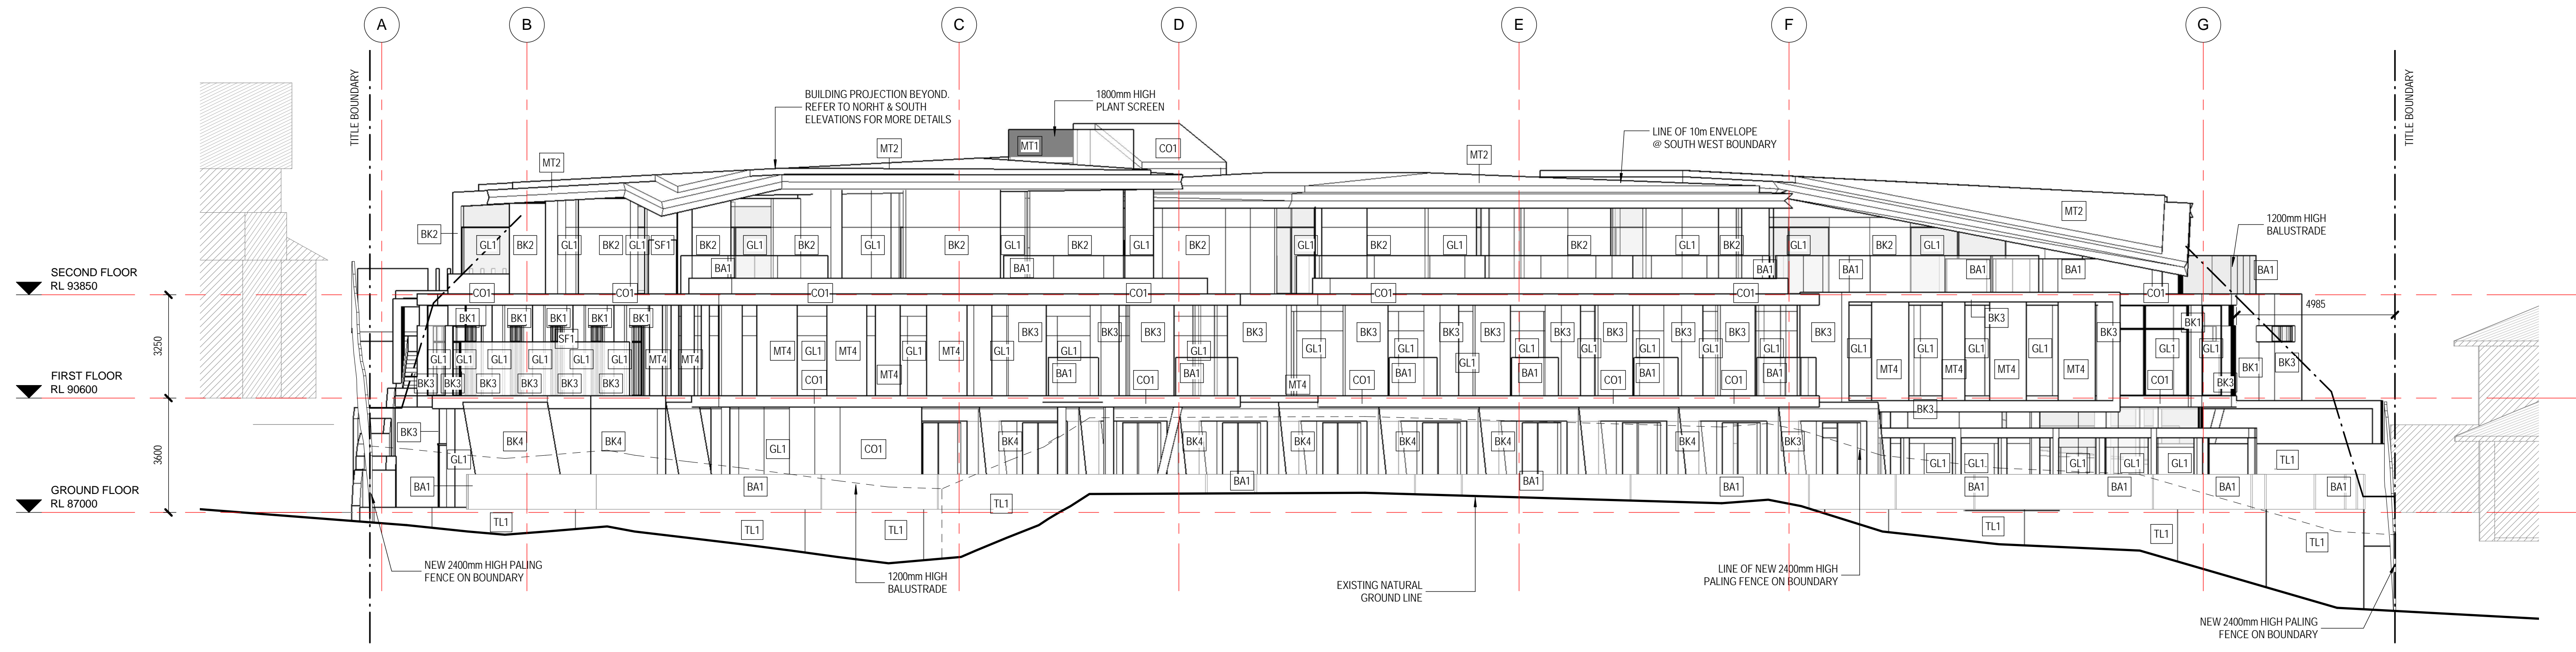 A B C D E F G
TITLE BOUNDARY
TITLE BOUNDARY
BUILDING PROJECTION BEYOND.
REFER TO NORHT & SOUTH
ELEVATIONS FOR MORE DETAILS
1800mm HIGH
PLANT SCREEN
LINE OF 10m ENVELOPE
@ SOUTH WEST BOUNDARY
MT2 MT2 MT1 CO1 MT2 MT2
1200mm HIGH
BALUSTRADE
BK2 GL1 BK2 GL1 BK2 GL1 SF1 BK2 GL1 BK2 GL1 BK2 GL1 BK2 GL1 BK2 GL1 BK2 GL1 BK2 GL1 BK2 GL1 BK2 GL1
BA1 BA1 BA1 BA1 BA1 BA1 BA1
SECOND FLOOR
RL 93850
CO1 CO1 CO1 CO1 CO1 CO1 CO1
4985
3250
BK1 BK1 BK1 BK1 BK1 BK3 BK3 BK3 BK3 BK3 BK3 BK3 BK3 BK3 BK3 BK3 BK3 BK3 BK3 BK1
SF1
GL1 GL1 GL1 GL1 GL1 GL1 MT4 MT4 MT4 GL1 MT4 GL1 MT4 GL1 GL1 GL1 GL1 GL1 GL1 GL1 GL1 GL1 GL1 GL1 GL1 GL1 GL1 GL1 GL1
BK3 BK3 BK3 BK3 BK3 BK3 CO1 MT4 BA1 CO1 BA1 MT4 CO1 BA1 BA1 CO1 BA1 CO1 BA1 MT4 MT4 MT4 MT4 CO1 BK3 BK1 BK3
FIRST FLOOR
RL 90600
BK3
3600
BK3 BK4 BK4 GL1 CO1 BK4 BK4 BK4 BK4 BK4 BK4 BK3
GL1 GL1 GL1 GL1 GL1 GL1 TL1
BA1 BA1 BA1 BA1 BA1 BA1 BA1 BA1 BA1
GROUND FLOOR
RL 87000
TL1 TL1 TL1 TL1 TL1 TL1 TL1
NEW 2400mm HIGH PALING
FENCE ON BOUNDARY
1200mm HIGH
BALUSTRADE
EXISTING NATURAL
GROUND LINE
LINE OF NEW 2400mm HIGH
PALING FENCE ON BOUNDARY
NEW 2400mm HIGH PALING
FENCE ON BOUNDARY